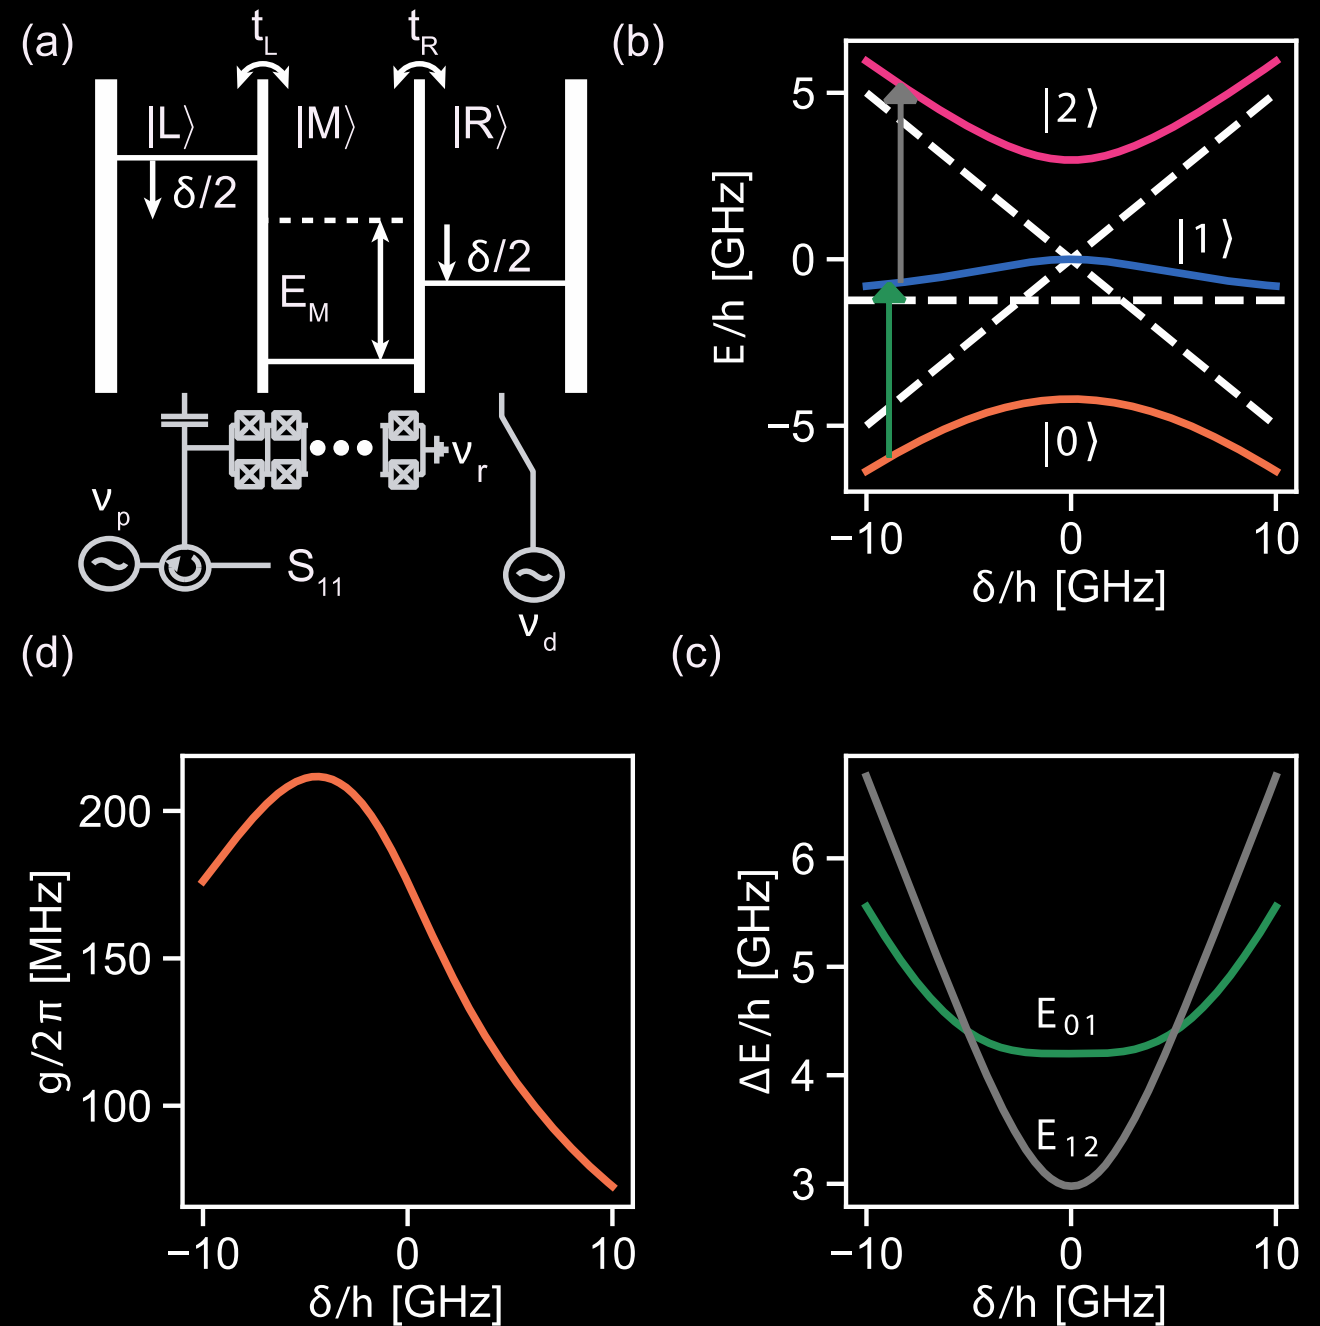 (a)
t_L
t_R
|L⟩
|M⟩
|R⟩
δ/2
δ/2
E_M
ν_r
ν_p
S_11
ν_d
(b)
E/h [GHz]
5
0
−5
|2⟩
|1⟩
|0⟩
−10
0
10
δ/h [GHz]
(d)
g/2π [MHz]
200
150
100
−10
0
10
δ/h [GHz]
(c)
ΔE/h [GHz]
6
5
4
3
E_01
E_12
−10
0
10
δ/h [GHz]